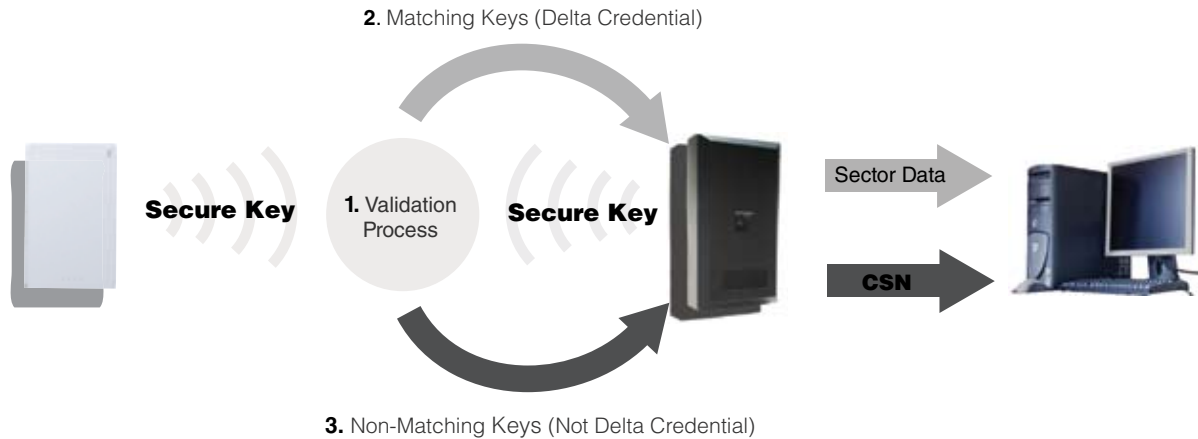 2. Matching Keys (Delta Credential)
Secure Key
1. Validation
Process
Secure Key
Sector Data
CSN
3. Non-Matching Keys (Not Delta Credential)